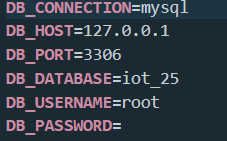 DB_CONNECTION=mysql
DB_HOST=127.0.0.1
DB_PORT=3306
DB_DATABASE=iot_25
DB_USERNAME=root
DB_PASSWORD=